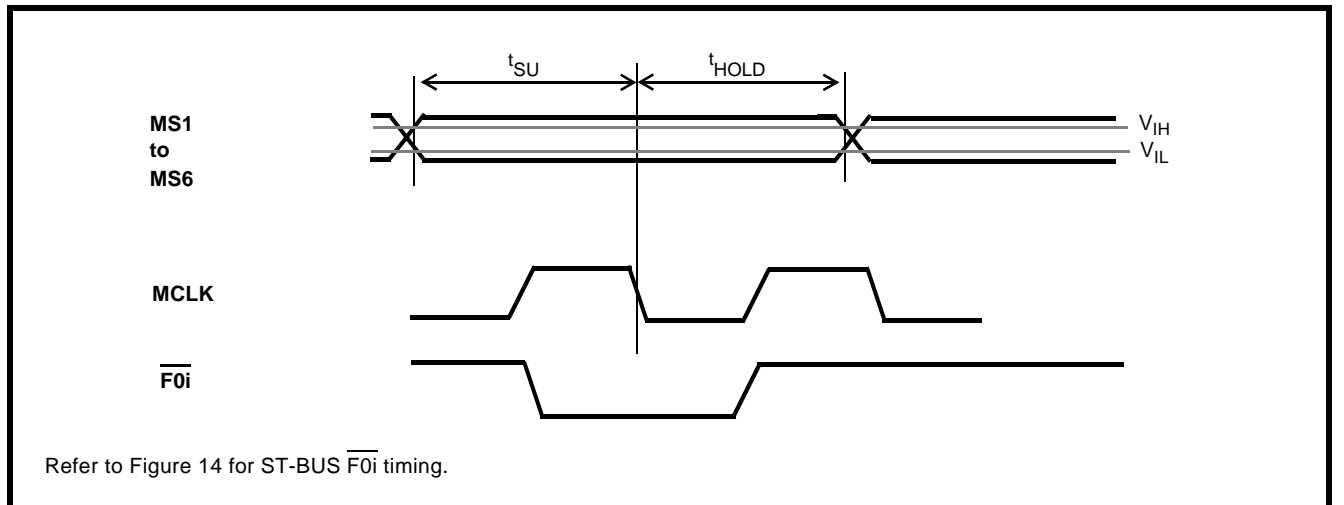 tSU
tHOLD
MS1
to
MS6
VIH
VIL
MCLK
F0i
Refer to Figure 14 for ST-BUS F0i timing.